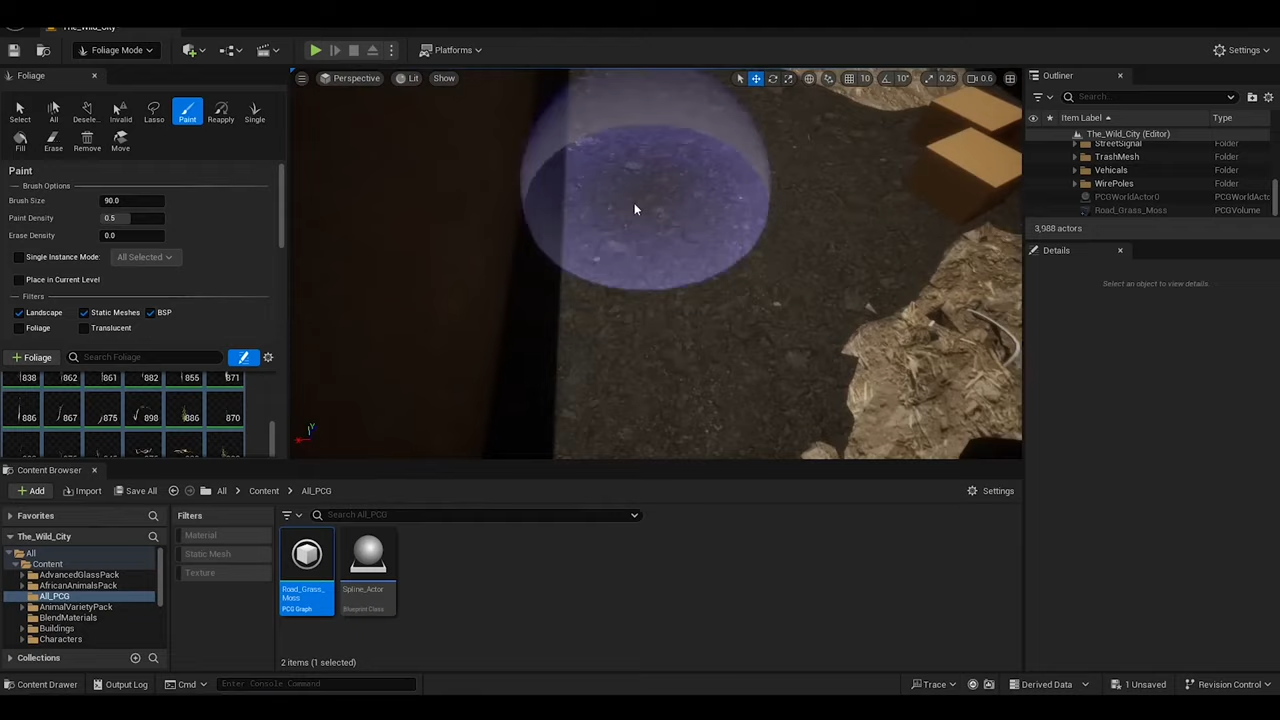 The_Wild_City
Foliage Mode
Platforms
Settings
Foliage
Perspective
Lit
Show
10
10°
0.25
0.6
Outliner
Search...
Item Label
Type
Select
All
Desele..
Invalid
Lasso
Paint
Reapply
Single
The_Wild_City (Editor)
StreetSignal
Folder
TrashMesh
Folder
Vehicals
Folder
WirePoles
Folder
PCGWorldActor0
PCGWorldActo
Road_Grass_Moss
PCGVolume
3,988 actors
Fill
Erase
Remove
Move
Paint
Brush Options
Brush Size
90.0
Paint Density
0.5
Erase Density
0.0
Single Instance Mode:
All Selected
Place in Current Level
Filters
Landscape
Static Meshes
BSP
Foliage
Translucent
Details
Select an object to view details.
+ Foliage
Search Foliage
838
862
861
882
855
871
886
867
875
898
886
870
Y
X
Content Browser
Add
Import
Save All
All
Content
All_PCG
Settings
Favorites
The_Wild_City
All
Content
AdvancedGlassPack
AfricanAnimalsPack
All_PCG
AnimalVarietyPack
BlendMaterials
Buildings
Characters
Collections
Filters
Material
Static Mesh
Texture
Search All_PCG
Road_Grass_
Moss
PCG Graph
Spline_Actor
Blueprint Class
2 items (1 selected)
Content Drawer
Output Log
Cmd
Enter Console Command
Trace
Derived Data
1 Unsaved
Revision Control